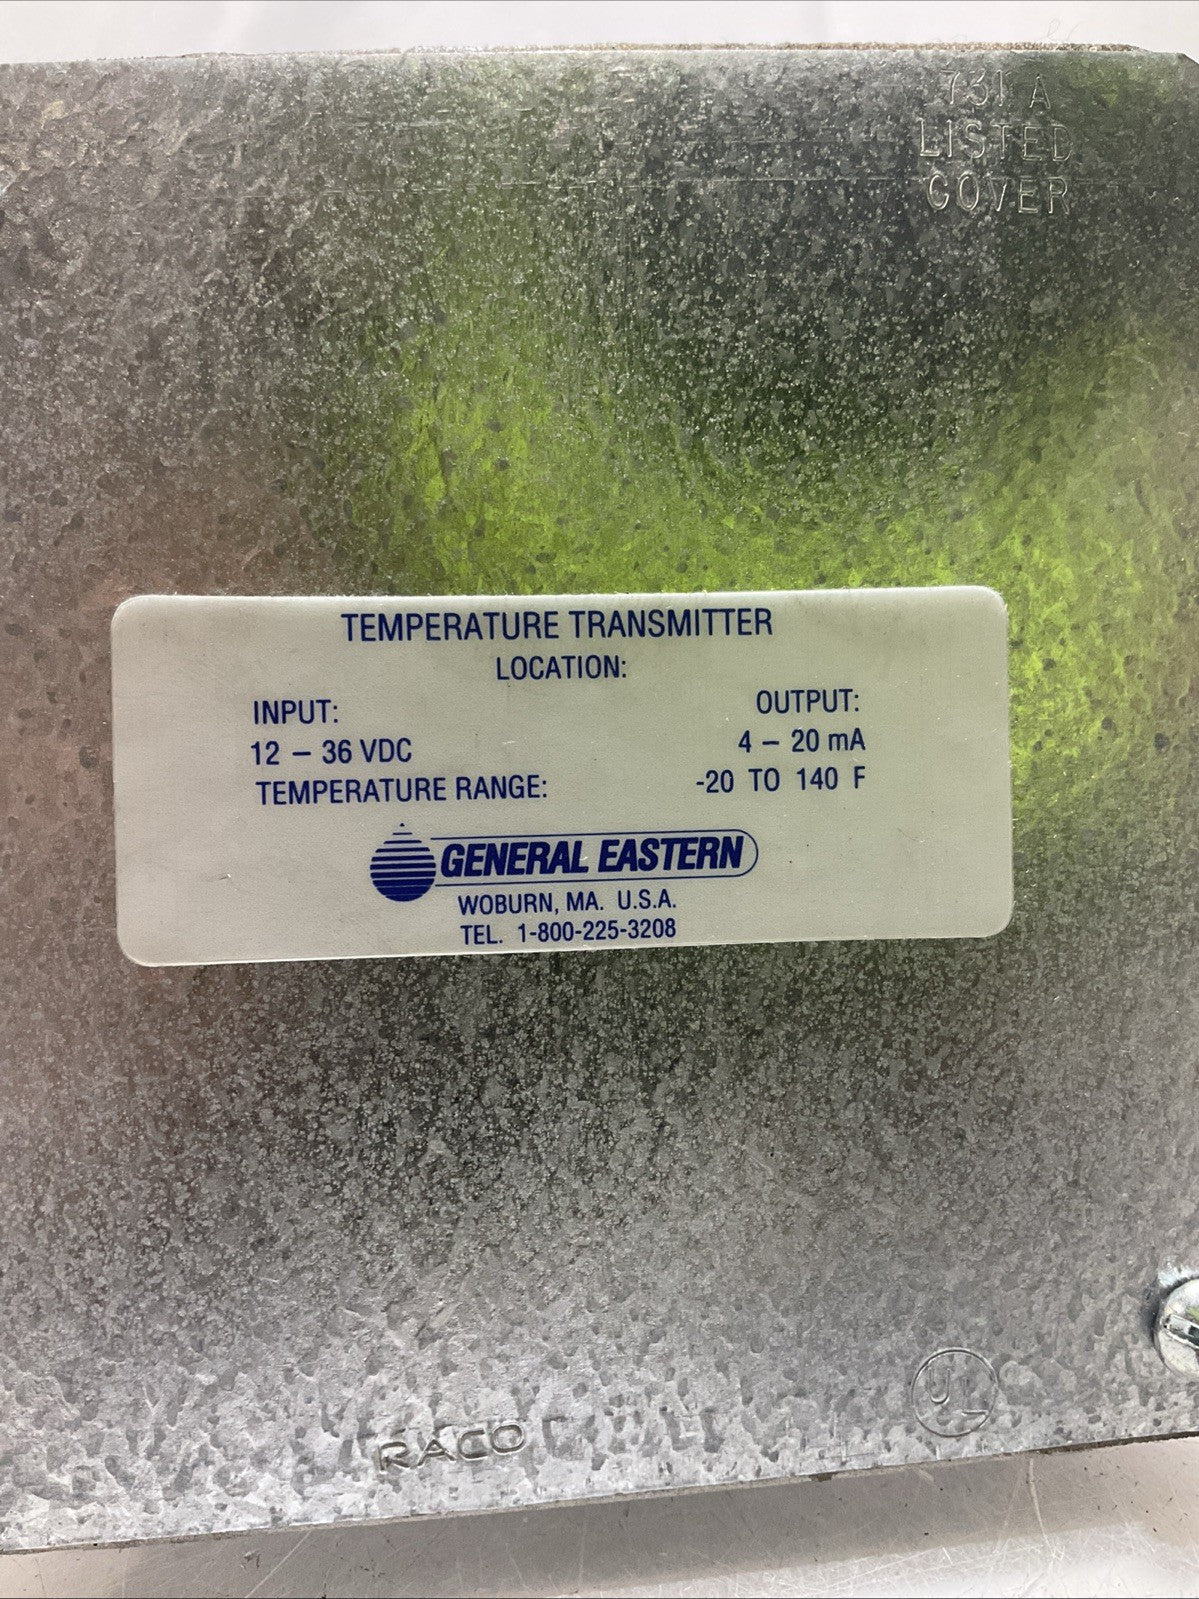 731 A
LISTED
COVER
TEMPERATURE TRANSMITTER
LOCATION:
INPUT: OUTPUT:
12 – 36 VDC 4 – 20 mA
TEMPERATURE RANGE: -20 TO 140 F
GENERAL EASTERN
WOBURN, MA. U.S.A.
TEL. 1-800-225-3208
UL
RACO